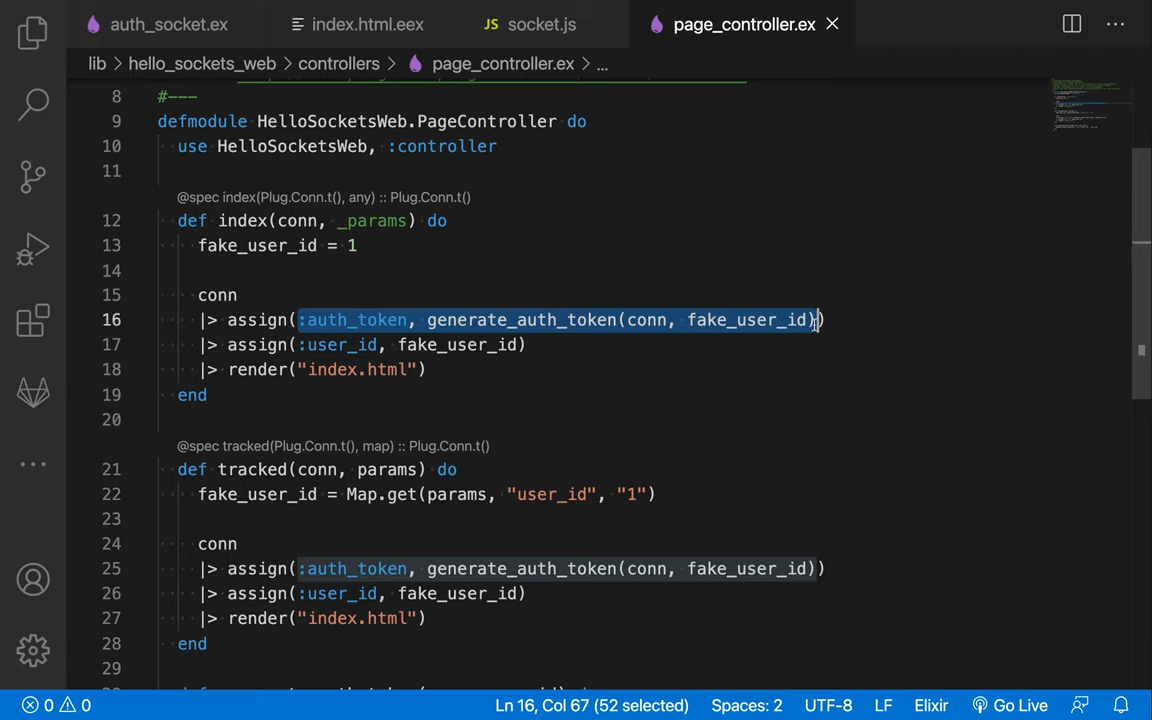 auth_socket.ex
index.html.eex
JS socket.js
page_controller.ex
lib > hello_sockets_web > controllers > page_controller.ex > ...
8 #---
9 defmodule HelloSocketsWeb.PageController do
10 use HelloSocketsWeb, :controller
11
@spec index(Plug.Conn.t(), any) :: Plug.Conn.t()
12 def index(conn, _params) do
13 fake_user_id = 1
14
15 conn
16 |> assign(:auth_token, generate_auth_token(conn, fake_user_id))
17 |> assign(:user_id, fake_user_id)
18 |> render("index.html")
19 end
20
@spec tracked(Plug.Conn.t(), map) :: Plug.Conn.t()
21 def tracked(conn, params) do
22 fake_user_id = Map.get(params, "user_id", "1")
23
24 conn
25 |> assign(:auth_token, generate_auth_token(conn, fake_user_id))
26 |> assign(:user_id, fake_user_id)
27 |> render("index.html")
28 end
29
0 0
Ln 16, Col 67 (52 selected)
Spaces: 2
UTF-8
LF
Elixir
Go Live